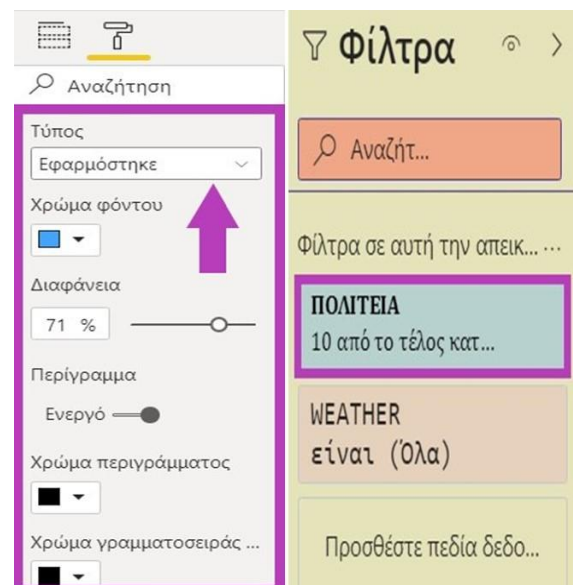 Αναζήτηση
Τύπος
Εφαρμόστηκε
Χρώμα φόντου
Διαφάνεια
71 %
Περίγραμμα
Ενεργό
Χρώμα περιγράμματος
Χρώμα γραμματοσειράς ...
Φίλτρα
Αναζήτ...
Φίλτρα σε αυτή την απεικ... ...
ΠΟΛΙΤΕΙΑ
10 από το τέλος κατ...
WEATHER
είναι (Όλα)
Προσθέστε πεδία δεδο...